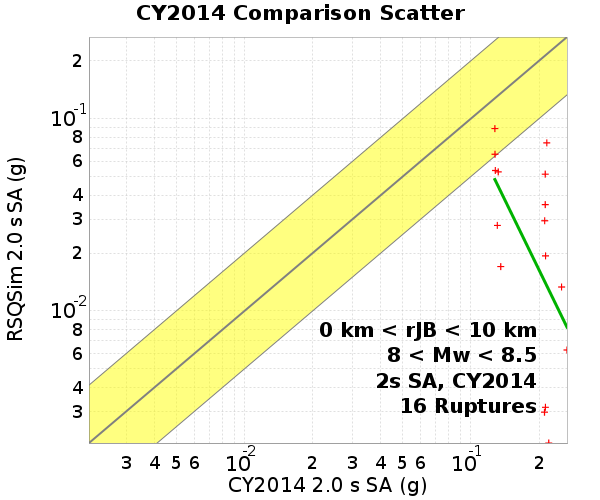 CY2014 Comparison Scatter
RSQSim 2.0 s SA (g)
2
10-1
8
6
4
3
2
10-2
8
6
4
3
0 km < rJB < 10 km
8 < Mw < 8.5
2s SA, CY2014
16 Ruptures
3 4 5 6 10-2 2 3 4 5 6 10-1 2
CY2014 2.0 s SA (g)